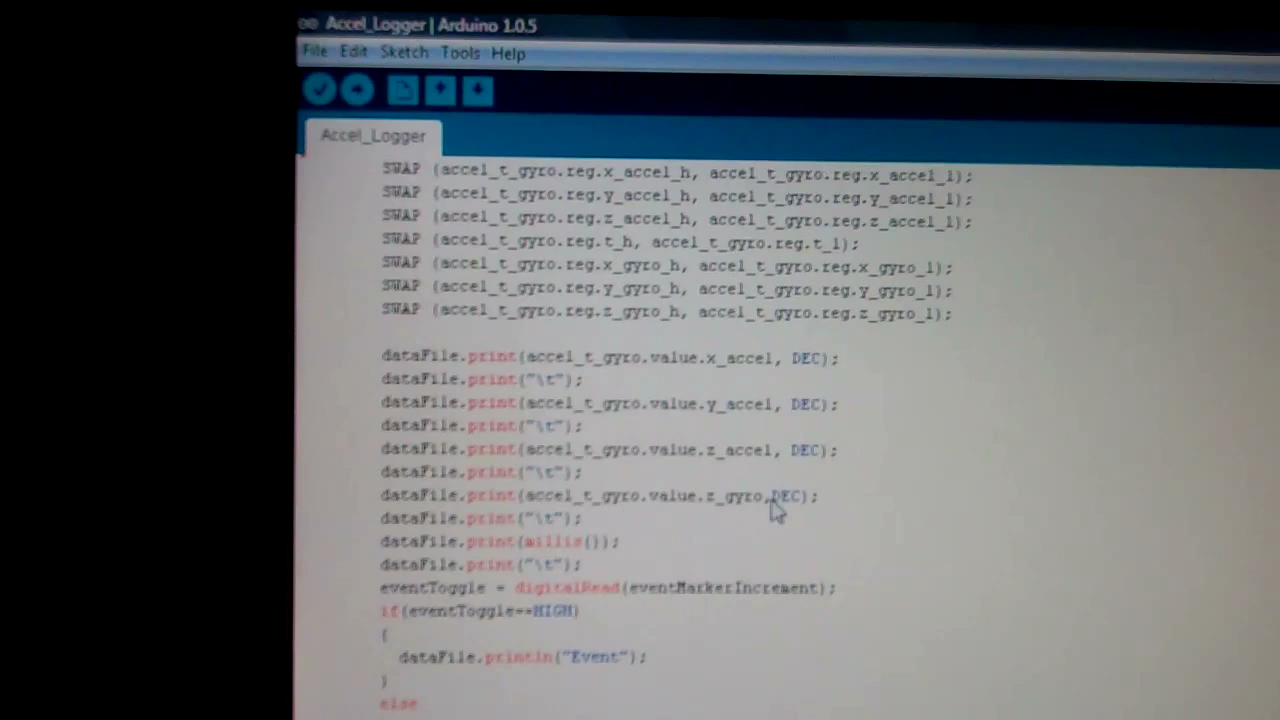 Accel_Logger | Arduino 1.0.5
File Edit Sketch Tools Help
Accel_Logger
SWAP (accel_t_gyro.reg.x_accel_h, accel_t_gyro.reg.x_accel_l);
SWAP (accel_t_gyro.reg.y_accel_h, accel_t_gyro.reg.y_accel_l);
SWAP (accel_t_gyro.reg.z_accel_h, accel_t_gyro.reg.z_accel_l);
SWAP (accel_t_gyro.reg.t_h, accel_t_gyro.reg.t_l);
SWAP (accel_t_gyro.reg.x_gyro_h, accel_t_gyro.reg.x_gyro_l);
SWAP (accel_t_gyro.reg.y_gyro_h, accel_t_gyro.reg.y_gyro_l);
SWAP (accel_t_gyro.reg.z_gyro_h, accel_t_gyro.reg.z_gyro_l);
dataFile.print(accel_t_gyro.value.x_accel, DEC);
dataFile.print("\t");
dataFile.print(accel_t_gyro.value.y_accel, DEC);
dataFile.print("\t");
dataFile.print(accel_t_gyro.value.z_accel, DEC);
dataFile.print("\t");
dataFile.print(accel_t_gyro.value.z_gyro,DEC);
dataFile.print("\t");
dataFile.print(millis());
dataFile.print("\t");
eventToggle = digitalRead(eventMarkerIncrement);
if(eventToggle==HIGH)
{
dataFile.println("Event");
}
else